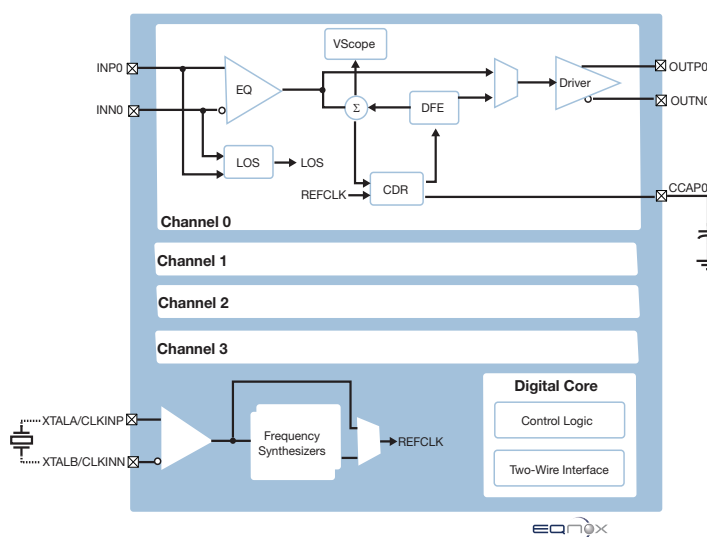 VScope
INP0
EQ
Driver
OUTP0
INN0
Σ
DFE
OUTN0
LOS
LOS
REFCLK
CDR
CCAP0
Channel 0
Channel 1
Channel 2
Channel 3
Digital Core
XTALA/CLKINP
Control Logic
Frequency
Synthesizers
REFCLK
XTALB/CLKINN
Two-Wire Interface
EQNOX